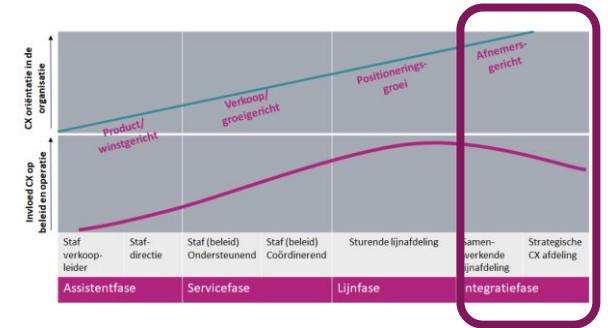 CX oriëntatie in de
organisatie
Product/
winstgericht
Verkoop/
groeigericht
Positionerings-
groei
Afnemers-
gericht
Invloed CX op
beleid en operatie
Staf
verkoop-
leider
Staf-
directie
Staf (beleid)
Ondersteunend
Staf (beleid)
Coördinerend
Sturende lijnafdeling
Samen-
werkende
lijnafdeling
Strategische
CX afdeling
Assistentfase
Servicefase
Lijnfase
Integratiefase